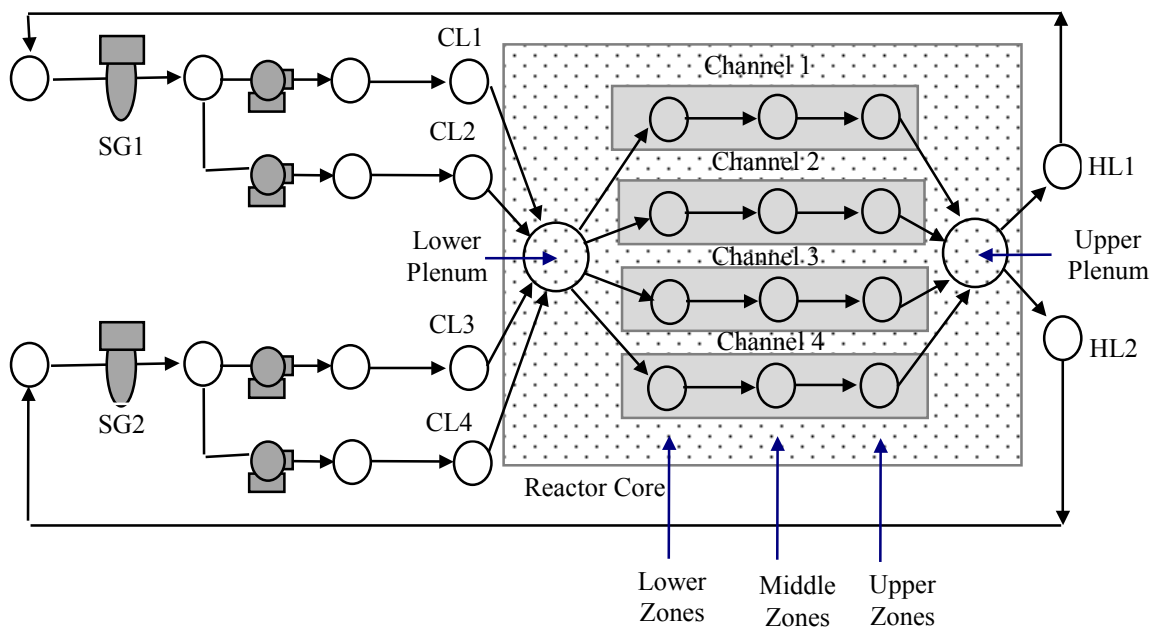 CL1
Channel 1
SG1
CL2
Channel 2
HL1
Lower
Plenum
Channel 3
Upper
Plenum
CL3
Channel 4
HL2
SG2
CL4
Reactor Core
Lower
Zones
Middle
Zones
Upper
Zones